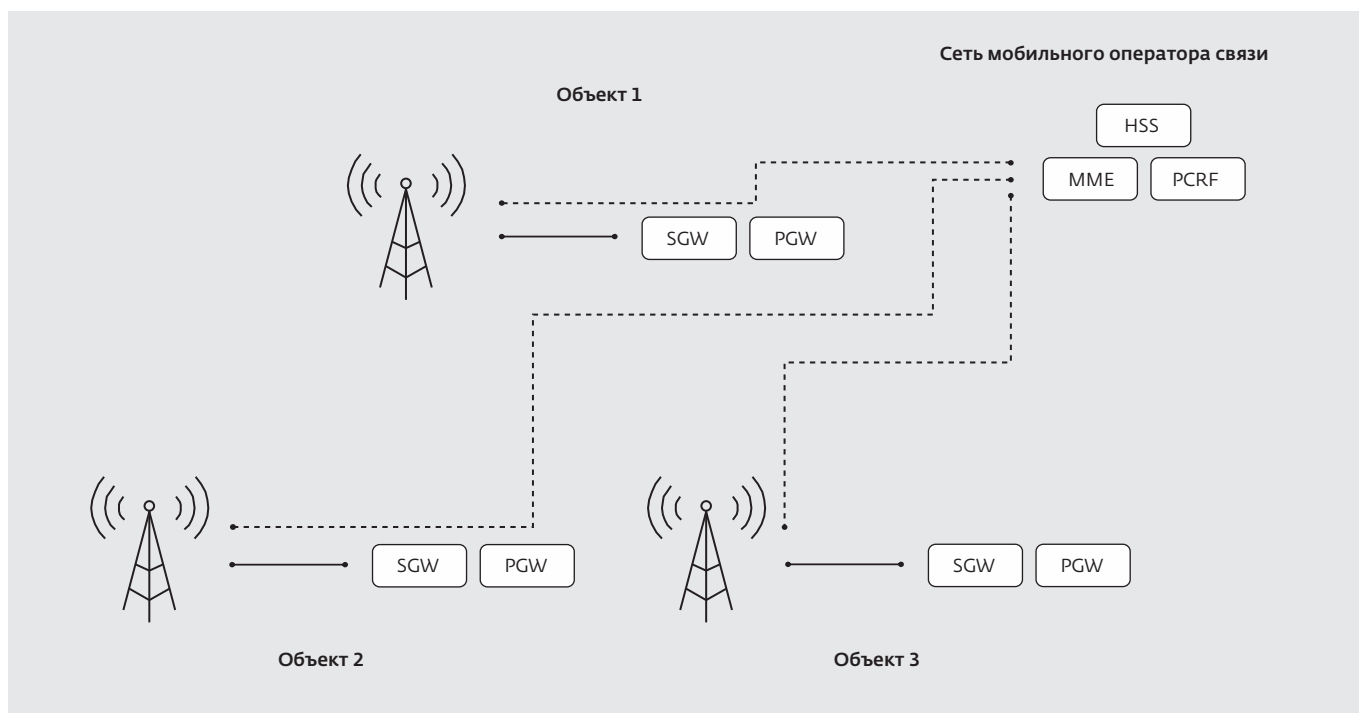 Сеть мобильного оператора связи
Объект 1
HSS
MME
PCRF
SGW
PGW
SGW
PGW
SGW
PGW
Объект 2
Объект 3